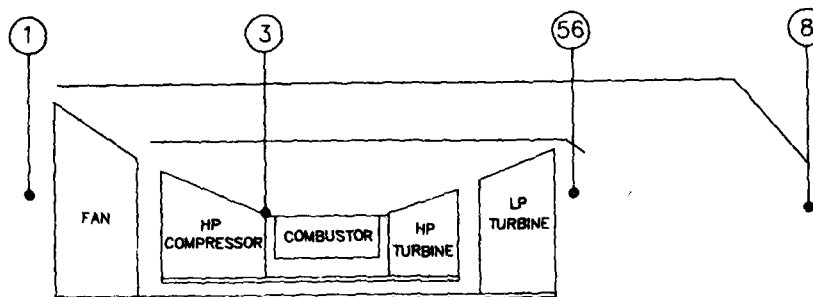 1
3
56
8
FAN
HP
COMPRESSOR
COMBUSTOR
HP
TURBINE
LP
TURBINE